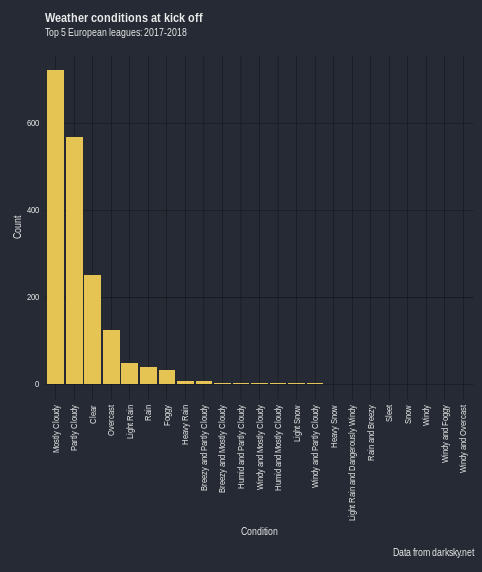 Weather conditions at kick off
Top 5 European leagues: 2017-2018
Count
600
400
200
0
Mostly Cloudy
Partly Cloudy
Clear
Overcast
Light Rain
Rain
Foggy
Heavy Rain
Breezy and Partly Cloudy
Breezy and Mostly Cloudy
Humid and Partly Cloudy
Windy and Mostly Cloudy
Humid and Mostly Cloudy
Light Snow
Windy and Partly Cloudy
Heavy Snow
Light Rain and Dangerously Windy
Rain and Breezy
Sleet
Snow
Windy
Windy and Foggy
Windy and Overcast
Condition
Data from darksky.net